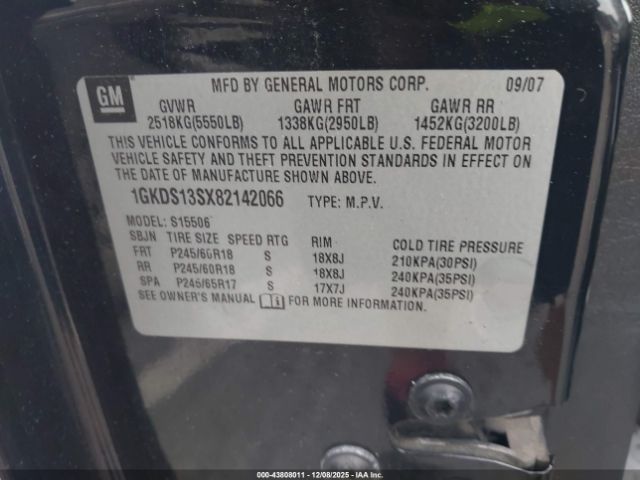 GM
MFD BY GENERAL MOTORS CORP. 09/07
GVWR GAWR FRT GAWR RR
2518KG(5550LB) 1338KG(2950LB) 1452KG(3200LB)
THIS VEHICLE CONFORMS TO ALL APPLICABLE U.S. FEDERAL MOTOR
VEHICLE SAFETY AND THEFT PREVENTION STANDARDS IN EFFECT ON
THE DATE OF MANUFACTURE SHOWN ABOVE.
1GKDS13SX82142066 TYPE: M.P.V.
MODEL: S15506
SBJN TIRE SIZE SPEED RTG RIM COLD TIRE PRESSURE
FRT P245/60R18 S 18X8J 210KPA(30PSI)
RR P245/60R18 S 18X8J 240KPA(35PSI)
SPA P245/65R17 S 17X7J 240KPA(35PSI)
SEE OWNER'S MANUAL FOR MORE INFORMATION.
000-43808011 - 12/08/2025 - IAAI.COM